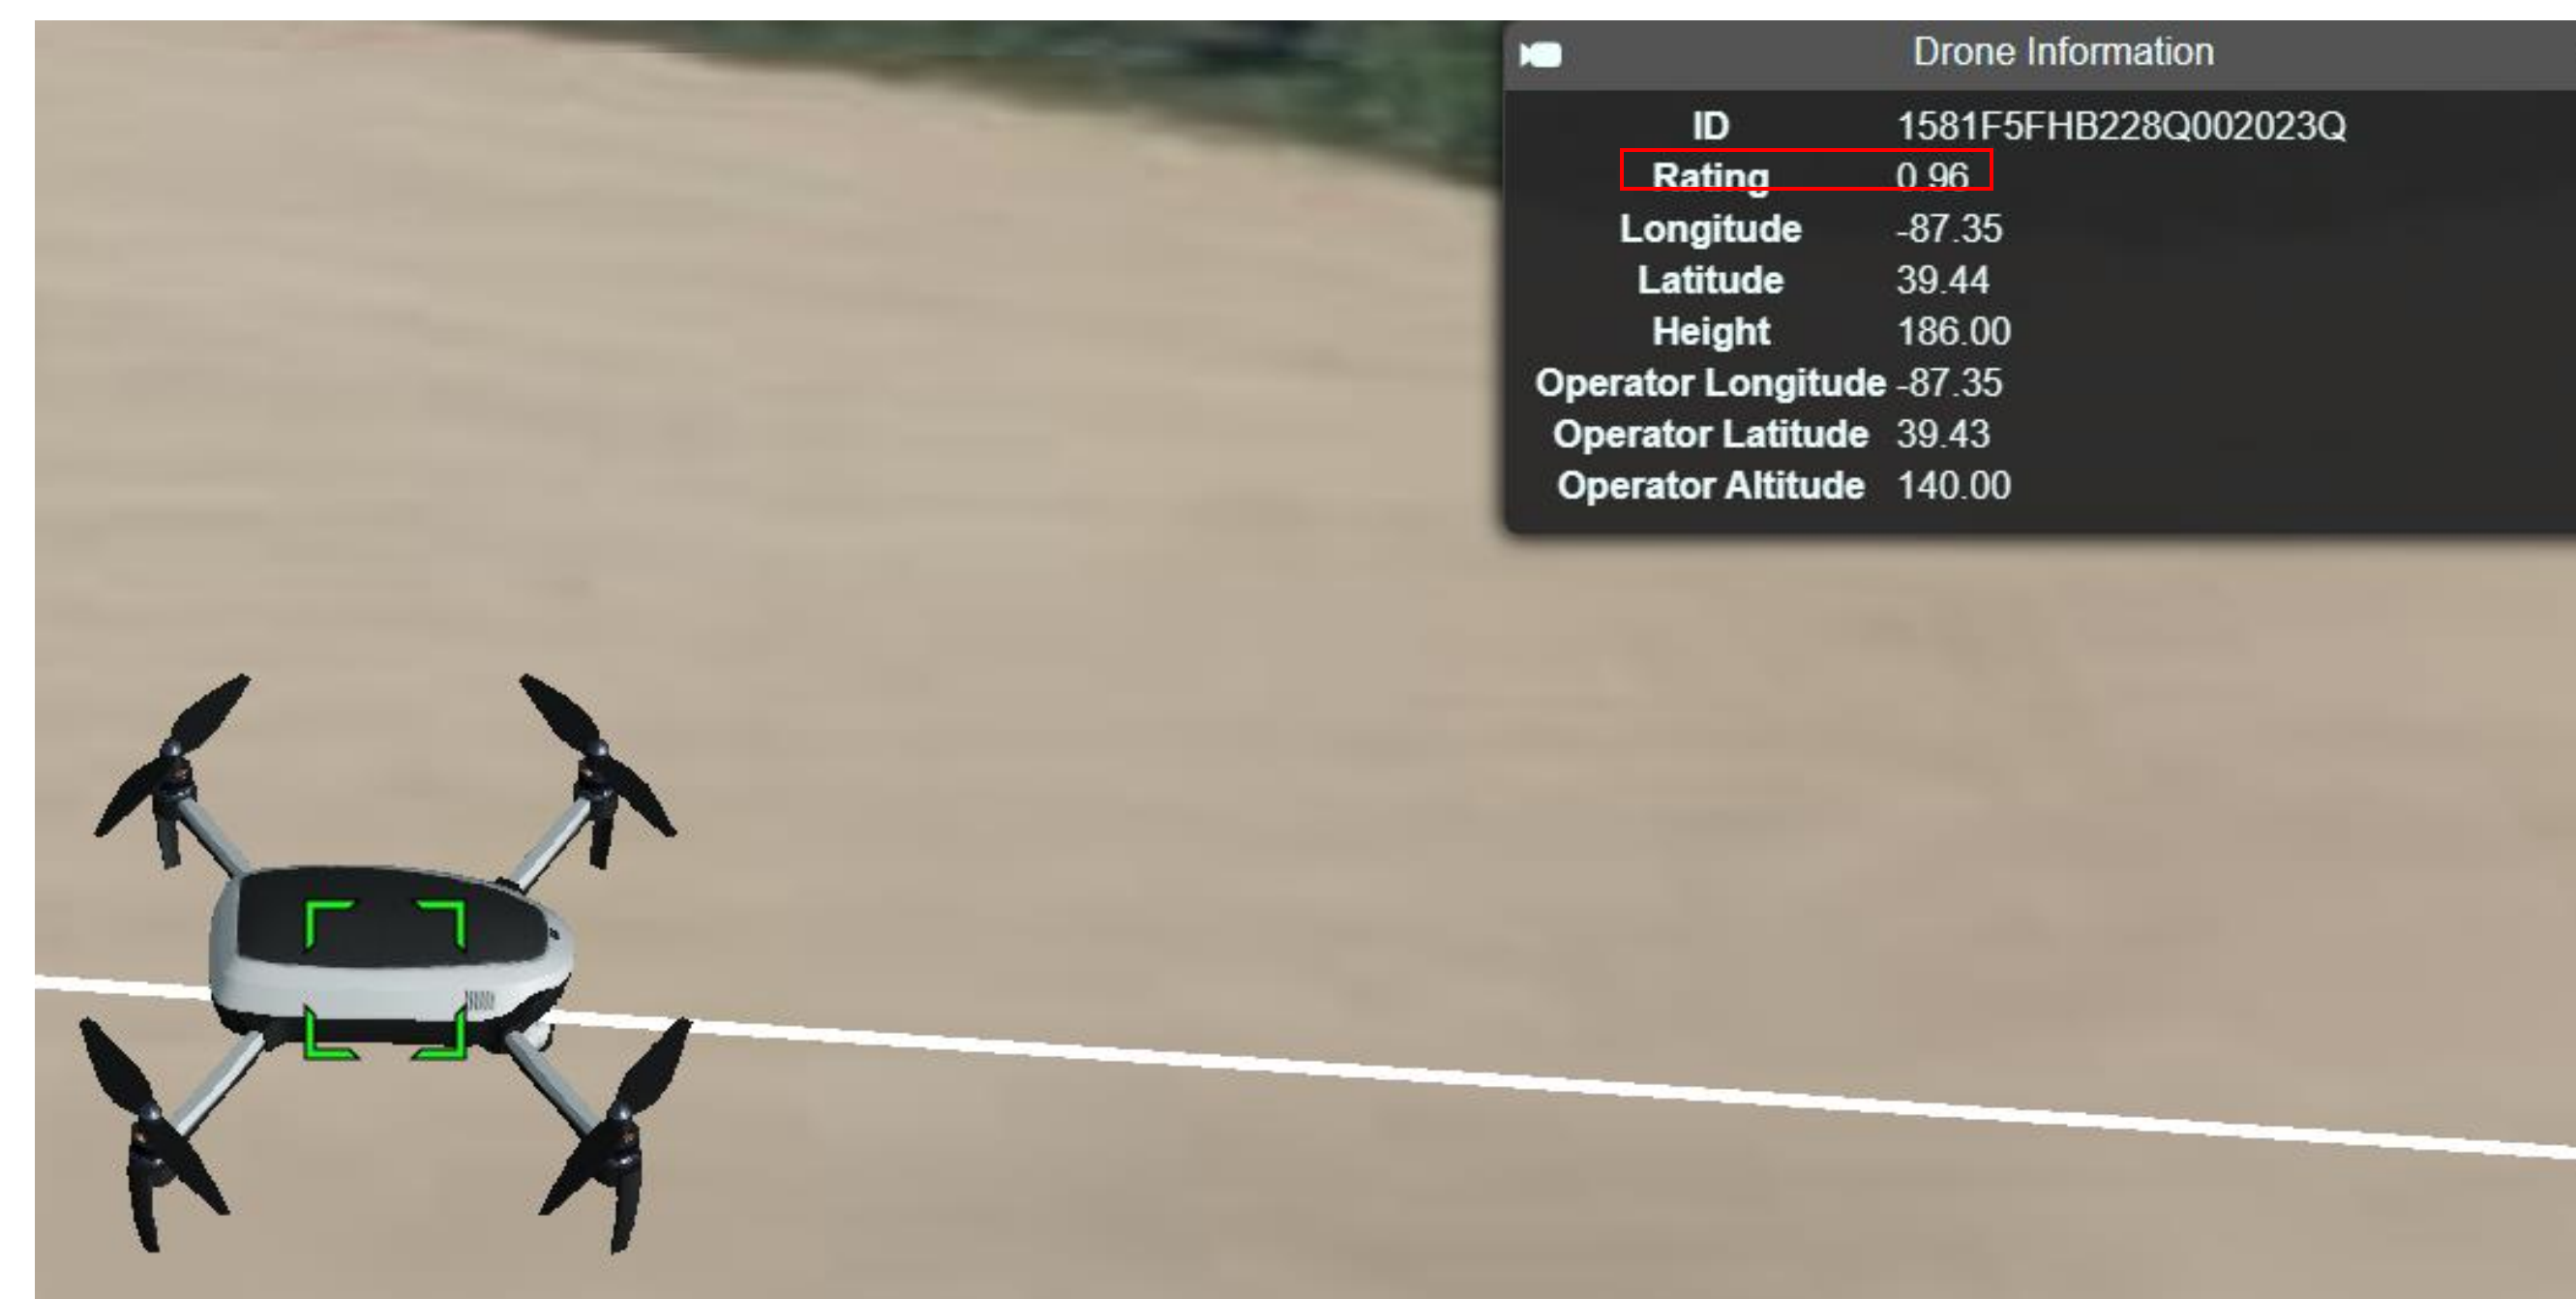 Drone Information
ID 1581F5FHB228Q002023Q
Rating 0.96
Longitude -87.35
Latitude 39.44
Height 186.00
Operator Longitude -87.35
Operator Latitude 39.43
Operator Altitude 140.00